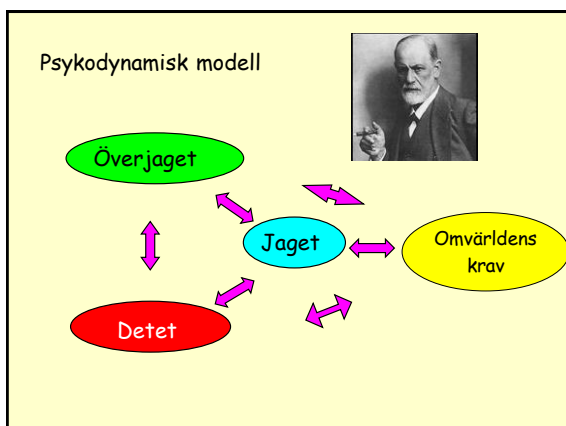 Psykodynamisk modell
Överjaget
Jaget
Omvärldens
krav
Detet